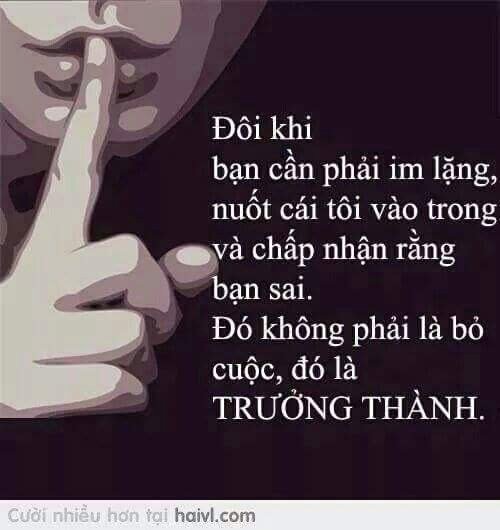 Đôi khi
bạn cần phải im lặng,
nuốt cái tôi vào trong
và chấp nhận rằng
bạn sai.
Đó không phải là bỏ
cuộc, đó là
TRƯỞNG THÀNH.
Cười nhiều hơn tại haivl.com